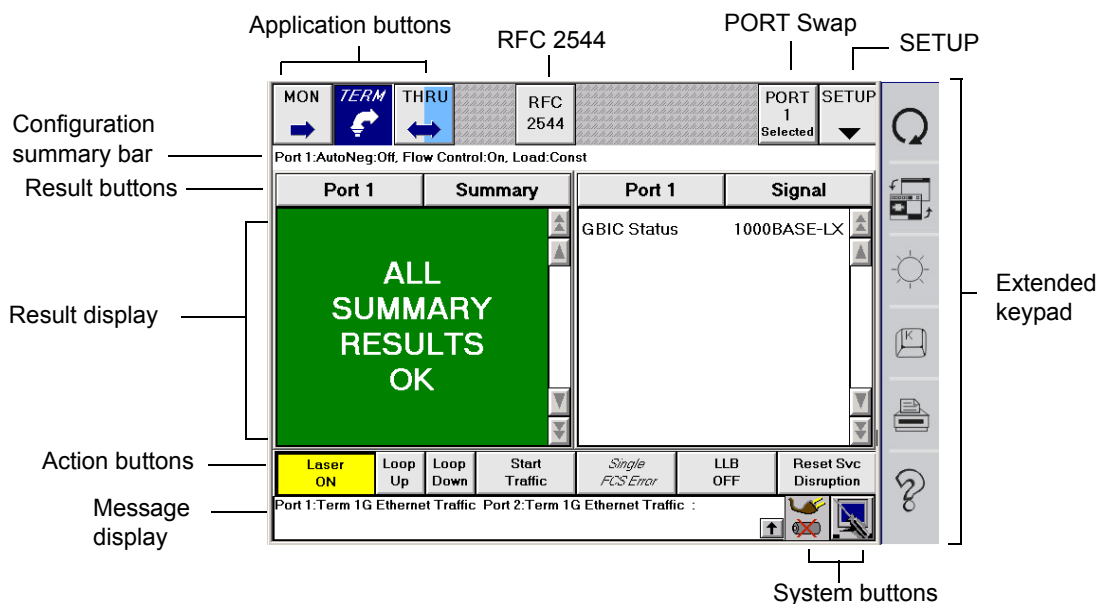 Application buttons
RFC 2544
PORT Swap
SETUP
MON
TERM
THRU
RFC
2544
PORT
1
Selected
SETUP
Configuration
summary bar
Port 1:AutoNeg:Off, Flow Control:On, Load:Const
Result buttons
Port 1
Summary
Port 1
Signal
GBIC Status 1000BASE-LX
ALL
SUMMARY
RESULTS
OK
Result display
Extended
keypad
K
Action buttons
Laser
ON
Loop
Up
Loop
Down
Start
Traffic
Single
FCS Error
LLB
OFF
Reset Svc
Disruption
Message
display
Port 1:Term 1G Ethernet Traffic Port 2:Term 1G Ethernet Traffic :
System buttons